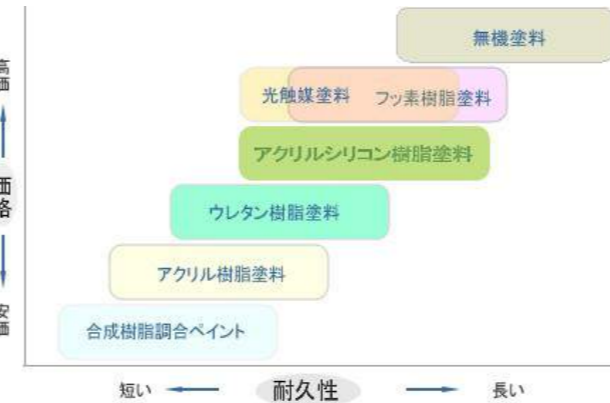 無機塗料
高価
光触媒塗料
フッ素樹脂塗料
アクリルシリコン樹脂塗料
価格
ウレタン樹脂塗料
アクリル樹脂塗料
安価
合成樹脂調合ペイント
短い
耐久性
長い